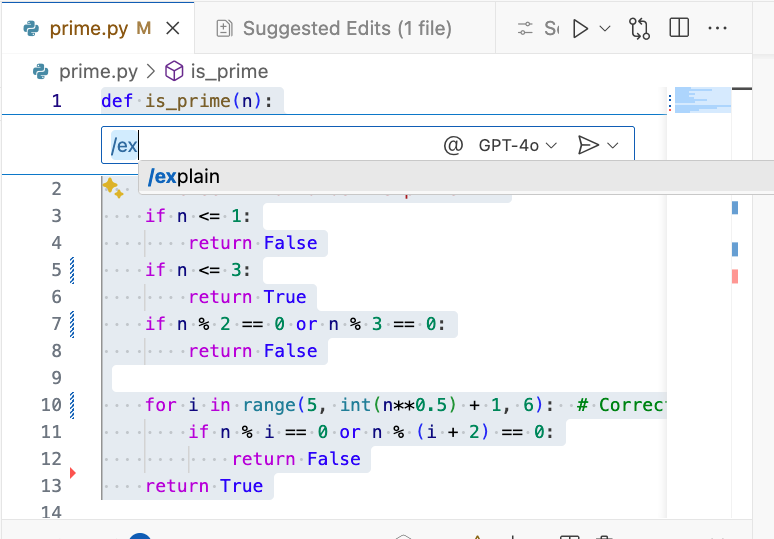 prime.py M
Suggested Edits (1 file)
prime.py > is_prime
1 def is_prime(n):
/ex
@ GPT-4o
/explain
2
3 if n <= 1:
4 return False
5 if n <= 3:
6 return True
7 if n % 2 == 0 or n % 3 == 0:
8 return False
9
10 for i in range(5, int(n**0.5) + 1, 6): # Correc
11 if n % i == 0 or n % (i + 2) == 0:
12 return False
13 return True
14